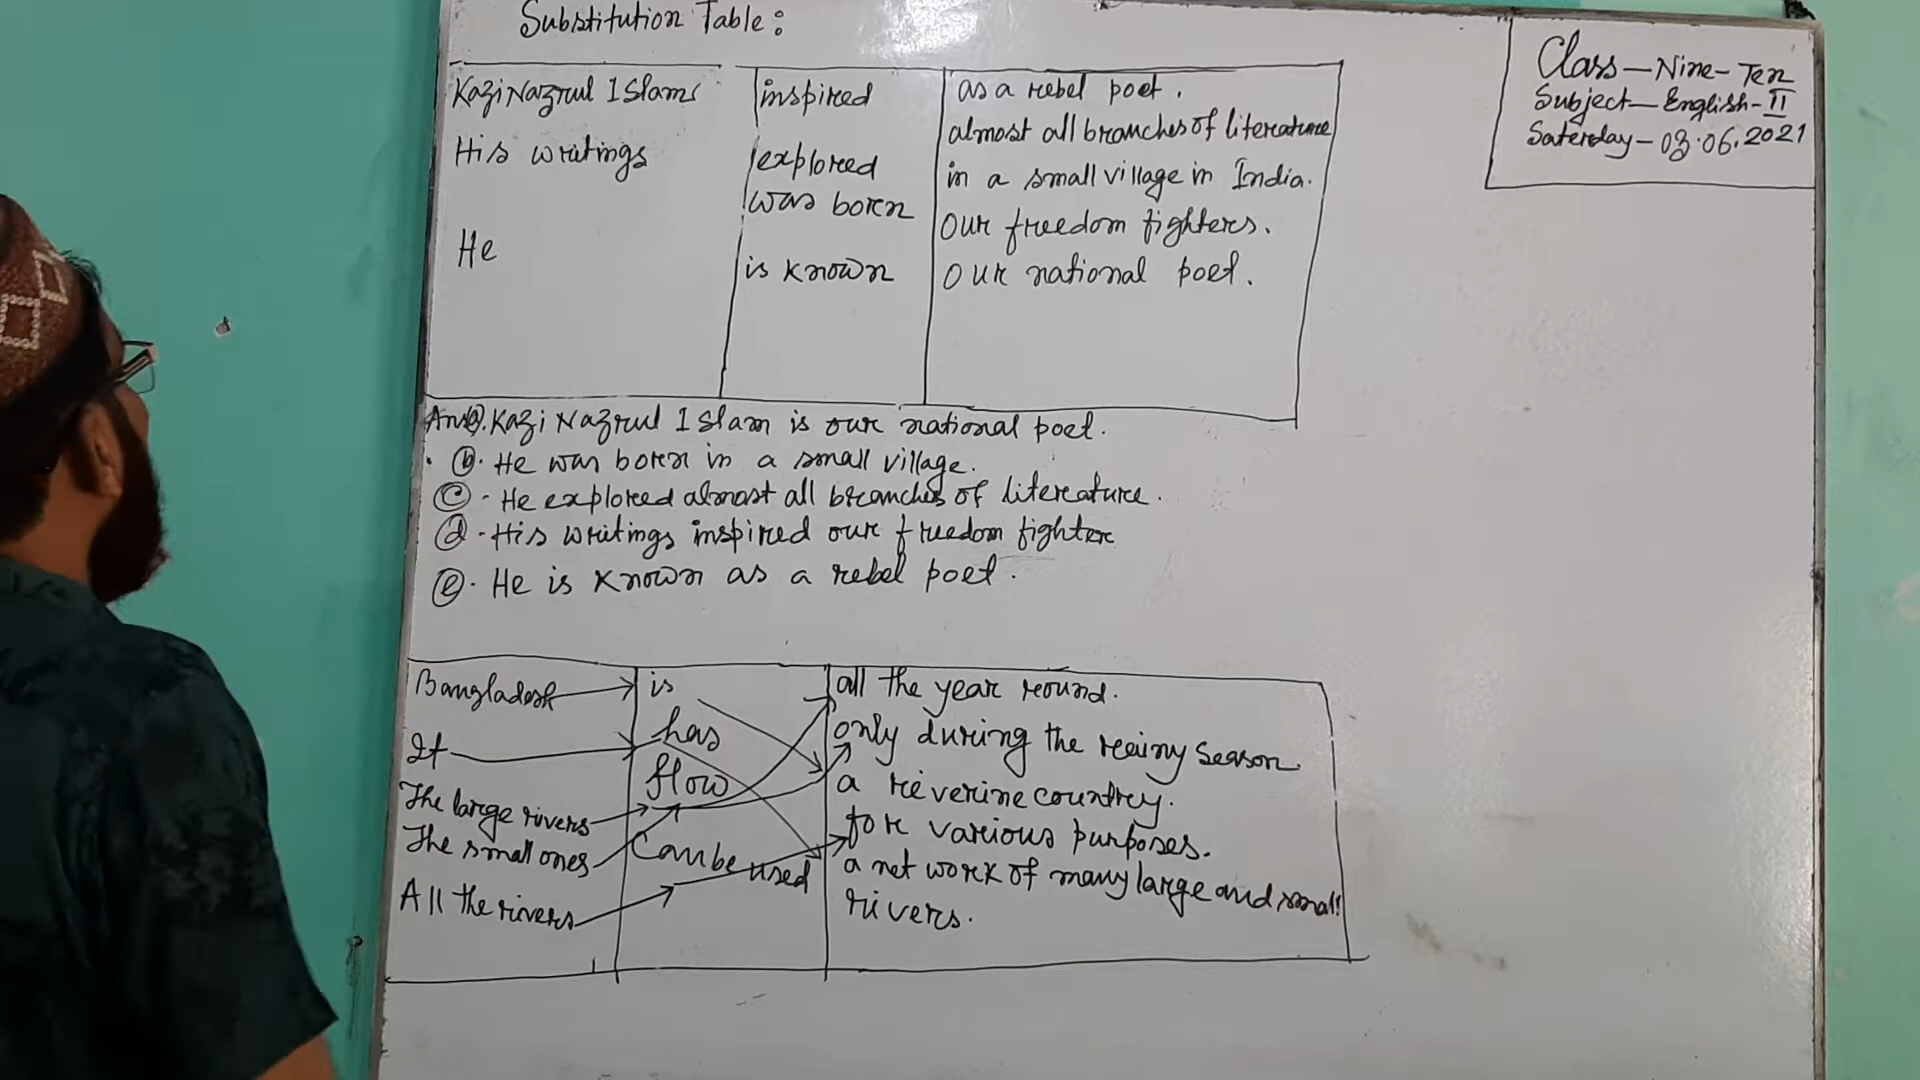 Substitution Table:
Class-Nine-Ten
Subject-English-II
Saterday-03.06.2021
Kazi Nazrul Islam
inspired
as a rebel poet.
His writings
explored
almost all branches of literature
was born
in a small village in India.
He
is known
our freedom fighters.
our national poet.
Ans a. Kazi Nazrul Islam is our national poet.
b. He was born in a small village.
c. He explored almost all branches of literature.
d. His writings inspired our freedom fighter
e. He is known as a rebel poet.
Bangladesh
is
all the year round.
It
has
only during the rainy season.
The large rivers
flow
a reverine country.
The small ones
Can be used
for various purposes.
All the rivers
a net work of many large and small
rivers.